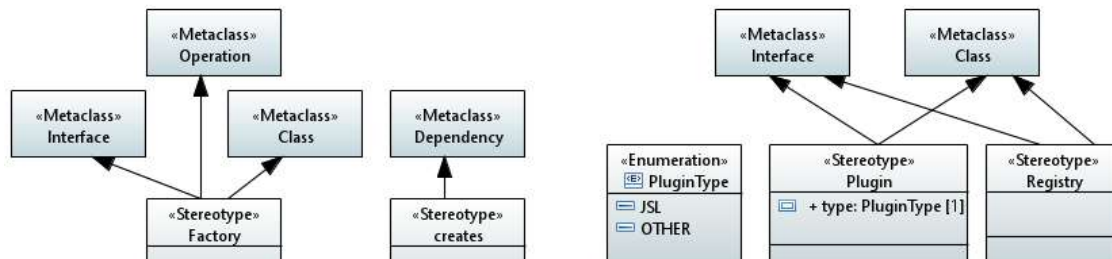 «Metaclass»
Operation
«Metaclass»
Interface
«Metaclass»
Class
«Metaclass»
Dependency
«Stereotype»
Factory
«Stereotype»
creates
«Metaclass»
Interface
«Metaclass»
Class
«Enumeration»
<E> PluginType
JSL
OTHER
«Stereotype»
Plugin
+ type: PluginType [1]
«Stereotype»
Registry